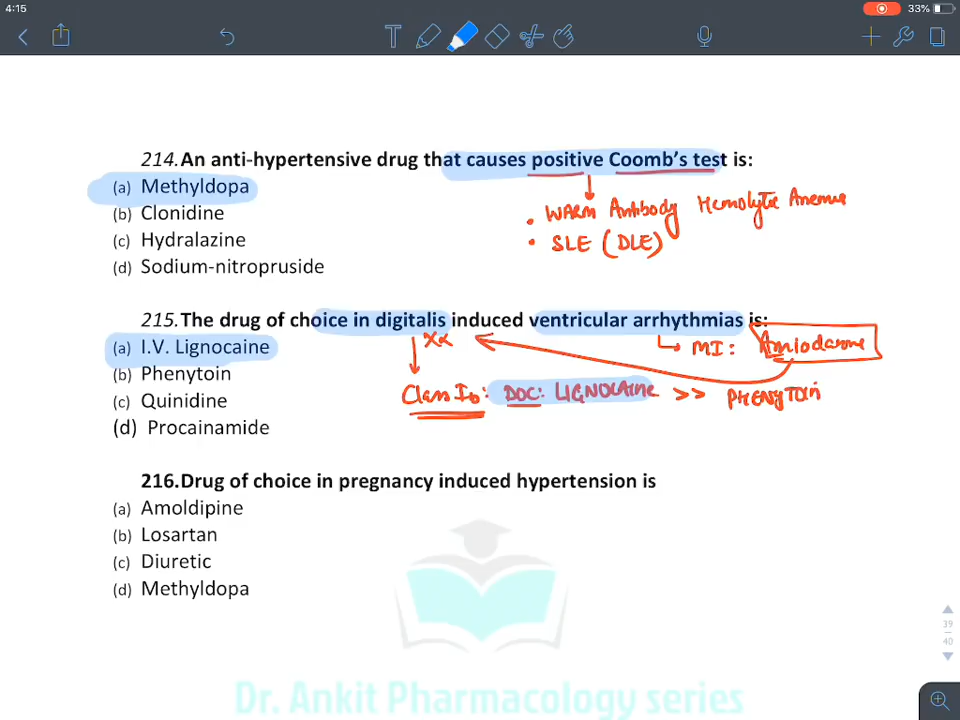 4:15
33%
T
214.An anti-hypertensive drug that causes positive Coomb's test is:
(a) Methyldopa
(b) Clonidine
(c) Hydralazine
(d) Sodium-nitropruside
• WARM Antibody Hemolytic Anemia
• SLE (DLE)
215.The drug of choice in digitalis induced ventricular arrhythmias is:
(a) I.V. Lignocaine
(b) Phenytoin
(c) Quinidine
(d) Procainamide
MI: Amiodarone
Class Ib: DOC: LIGNOCAINE >> PHENYTOIN
216.Drug of choice in pregnancy induced hypertension is
(a) Amoldipine
(b) Losartan
(c) Diuretic
(d) Methyldopa
39
40
Dr. Ankit Pharmacology series